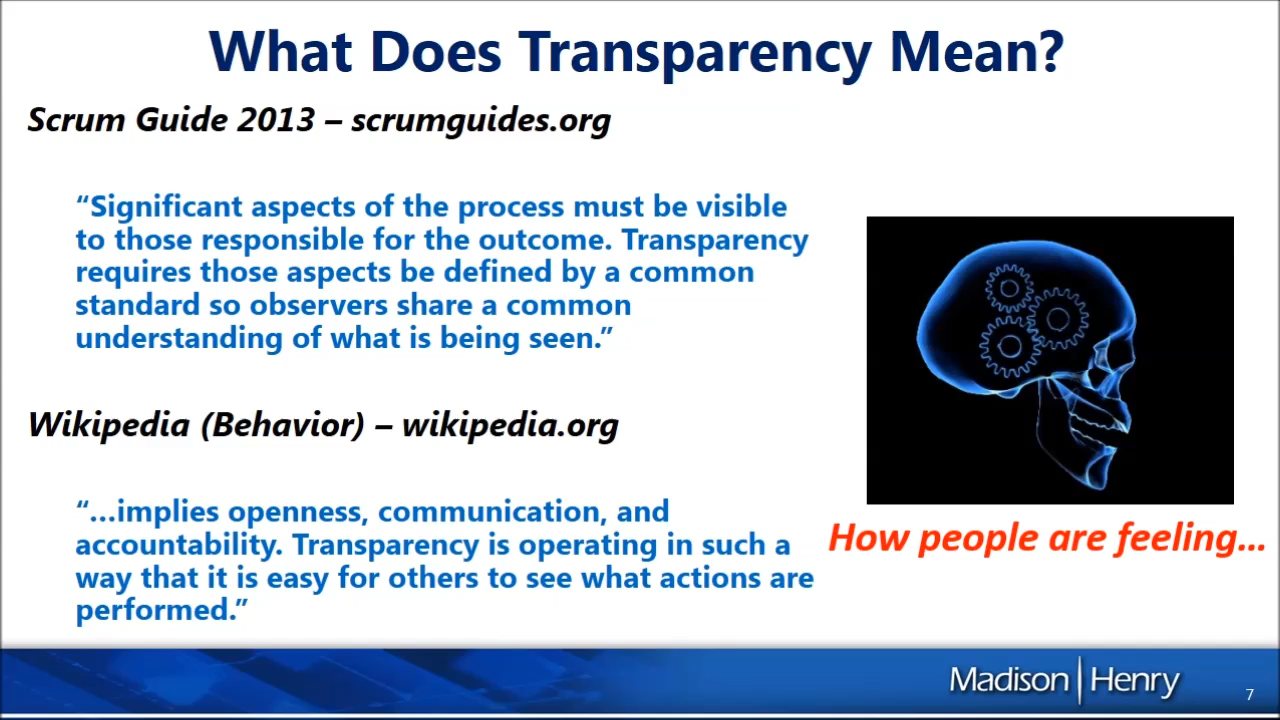 What Does Transparency Mean?
Scrum Guide 2013 – scrumguides.org
“Significant aspects of the process must be visible
to those responsible for the outcome. Transparency
requires those aspects be defined by a common
standard so observers share a common
understanding of what is being seen.”
Wikipedia (Behavior) – wikipedia.org
“…implies openness, communication, and
accountability. Transparency is operating in such a
way that it is easy for others to see what actions are
performed.”
How people are feeling…
Madison | Henry
7